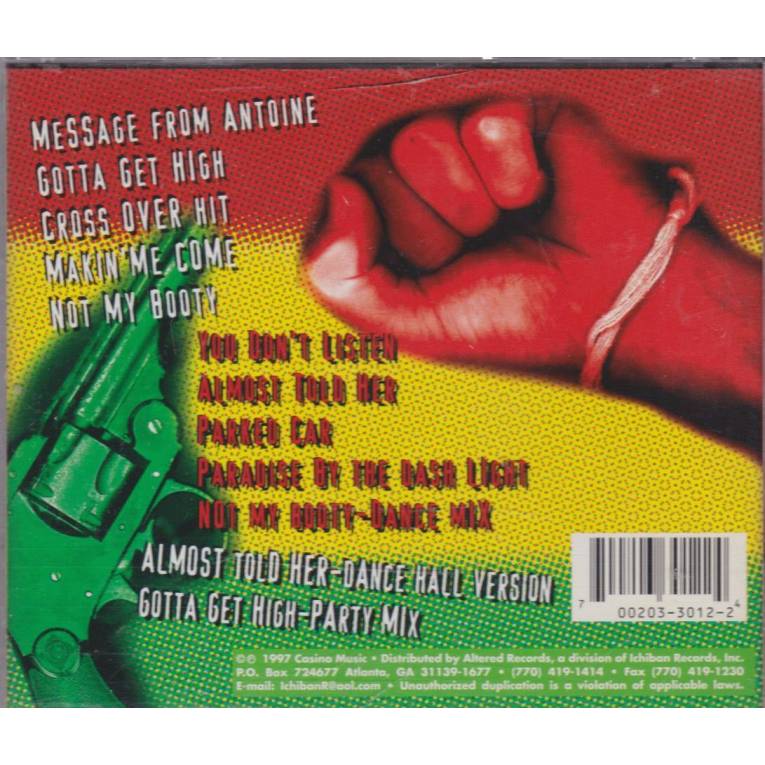 MESSAGE FROM ANTOINE
GOTTA GET HIGH
CROSS OVER HIT
MAKIN' ME COME
NOT MY BOOTY
YOU DON'T LISTEN
ALMOST TOLD HER
PARKED CAR
PARADISE BY THE DASH LIGHT
NOT MY BOOTY-DANCE MIX
ALMOST TOLD HER-DANCE HALL VERSION
GOTTA GET HIGH-PARTY MIX
7 00203-3012-2 4
©℗ 1997 Casino Music • Distributed by Altered Records, a division of Ichiban Records, Inc.
P.O. Box 724677 Atlanta, GA 31139-1677 • (770) 419-1414 • Fax (770) 419-1230
E-mail: IchibanR@aol.com • Unauthorized duplication is a violation of applicable laws.